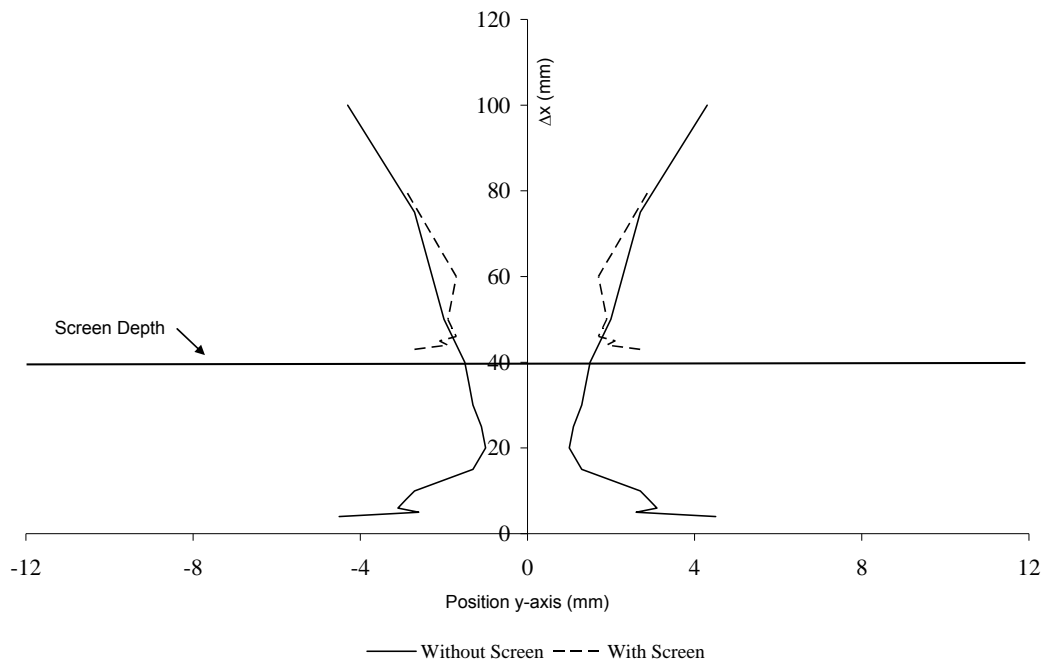 120
Δx (mm)
100
80
60
Screen Depth
40
20
0
-12
-8
-4
0
4
8
12
Position y-axis (mm)
Without Screen
With Screen